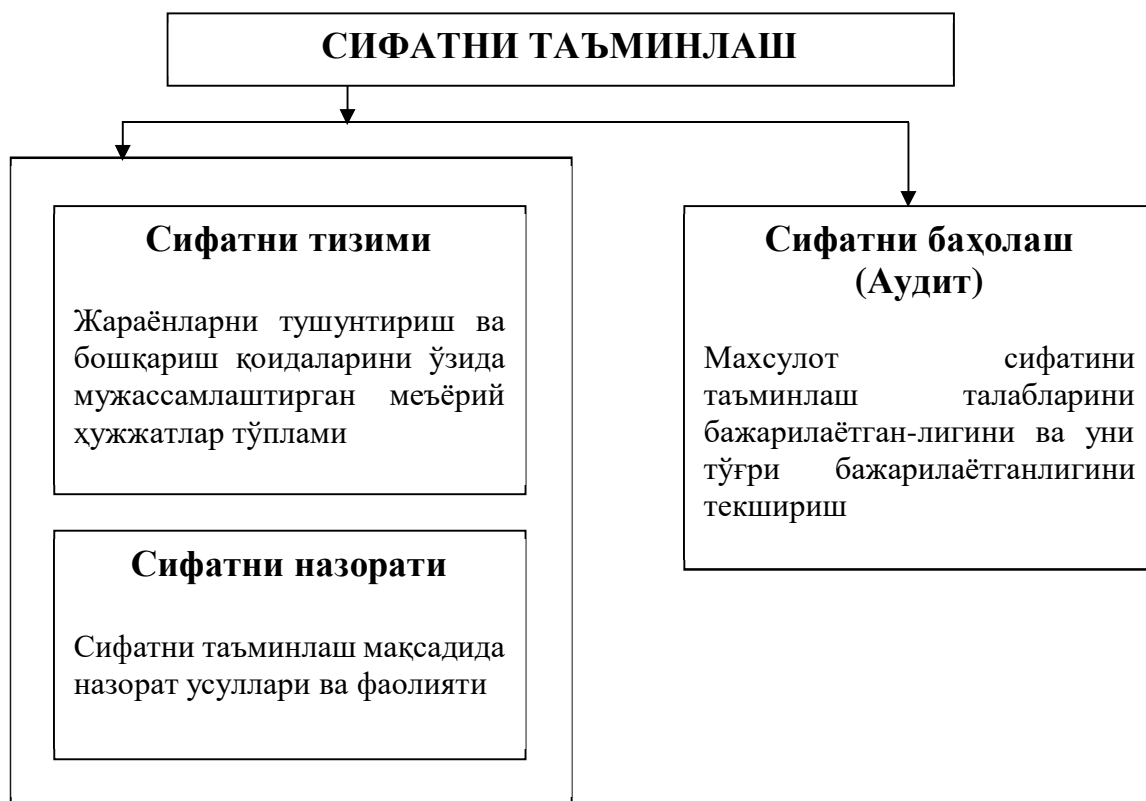 СИФАТНИ ТАЪМИНЛАШ
Сифатни тизими
Жараёнларни тушунтириш ва
бошқариш қоидаларини ўзида
мужассамлаштирган меъёрий
ҳужжатлар тўплами
Сифатни назорати
Сифатни таъминлаш мақсадида
назорат усуллари ва фаолияти
Сифатни баҳолаш
(Аудит)
Махсулот сифатини
таъминлаш талабларини
бажарилаётган-лигини ва уни
тўғри бажарилаётганлигини
текшириш